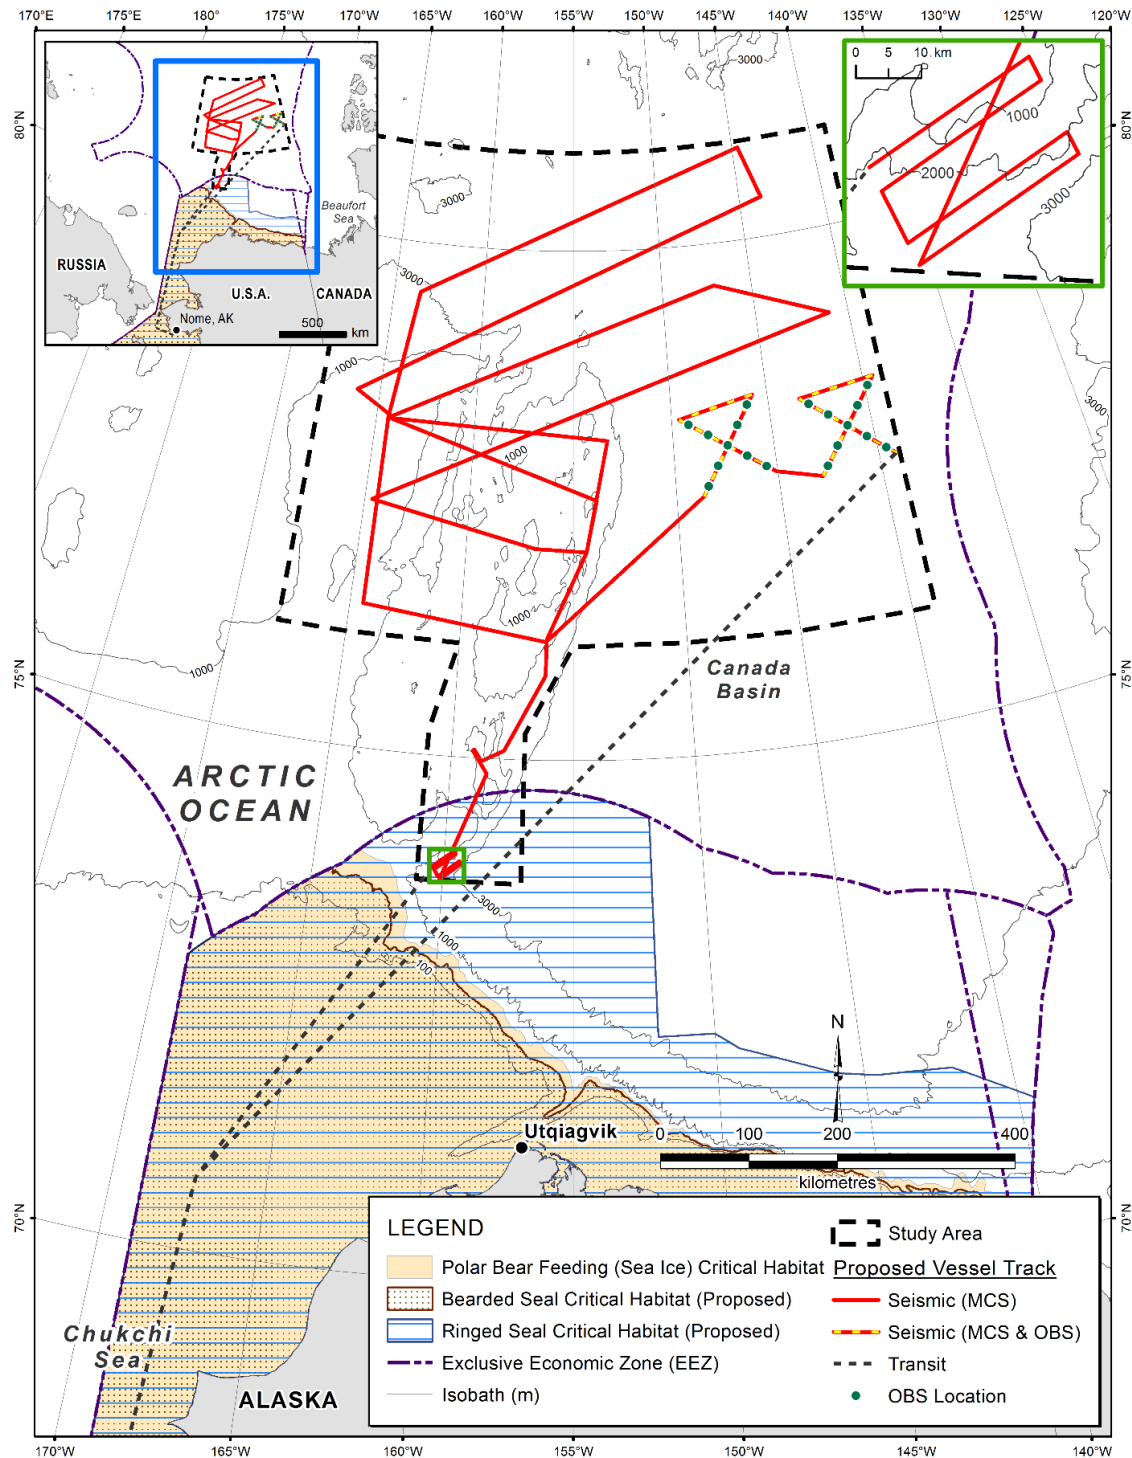 170°E 175°E 180° 175°W 170°W 165°W 160°W 155°W 150°W 145°W 140°W 135°W 130°W 125°W 120°W
80°N
80°N
75°N
75°N
70°N
70°N
Beaufort
Sea
RUSSIA
U.S.A.
CANADA
Nome, AK
500
km
0 5 10 km
1000
2000
3000
3000
3000
3000
1000
3000
1000
1000
1000
Canada
Basin
ARCTIC
OCEAN
3000
1000
100
N
Utqiagvik
0 100 200 400
kilometres
Chukchi
Sea
ALASKA
LEGEND
Polar Bear Feeding (Sea Ice) Critical Habitat
Bearded Seal Critical Habitat (Proposed)
Ringed Seal Critical Habitat (Proposed)
Exclusive Economic Zone (EEZ)
Isobath (m)
Study Area
Proposed Vessel Track
Seismic (MCS)
Seismic (MCS & OBS)
Transit
OBS Location
170°W 165°W 160°W 155°W 150°W 145°W 140°W